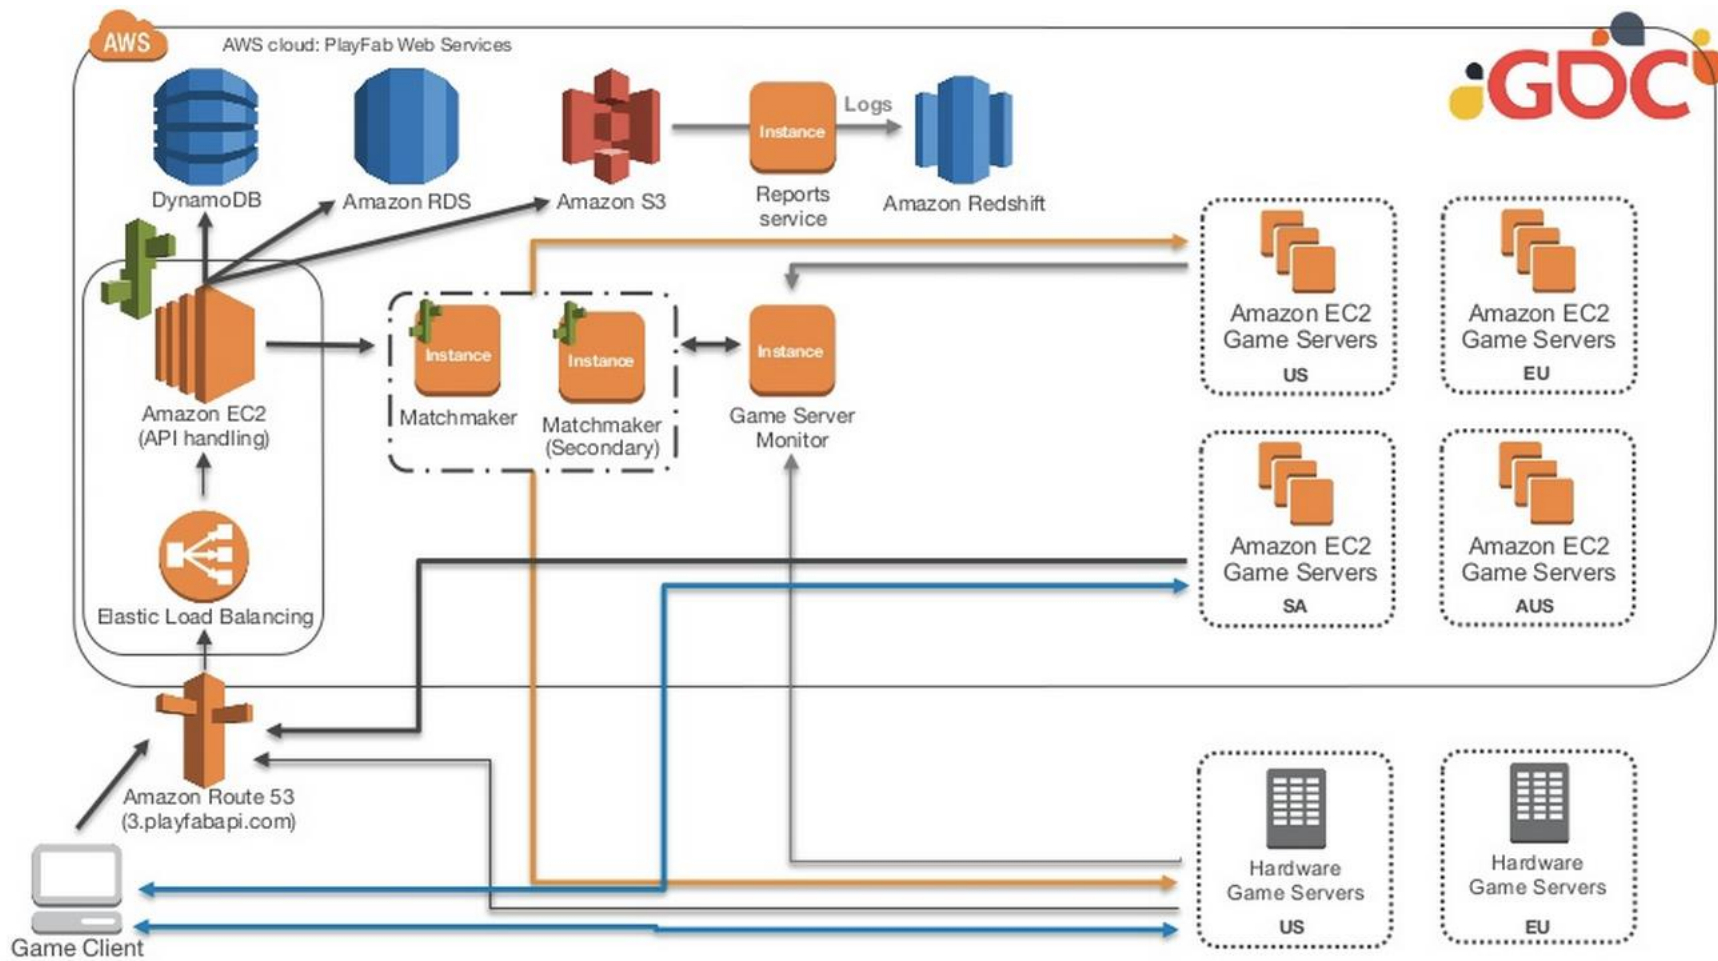 AWS
AWS cloud: PlayFab Web Services
GDC
DynamoDB
Amazon RDS
Amazon S3
Instance
Reports
service
Logs
Amazon Redshift
Amazon EC2
(API handling)
Instance
Matchmaker
Instance
Matchmaker
(Secondary)
Instance
Game Server
Monitor
Amazon EC2
Game Servers
US
Amazon EC2
Game Servers
EU
Elastic Load Balancing
Amazon EC2
Game Servers
SA
Amazon EC2
Game Servers
AUS
Amazon Route 53
(3.playfabapi.com)
Game Client
Hardware
Game Servers
US
Hardware
Game Servers
EU